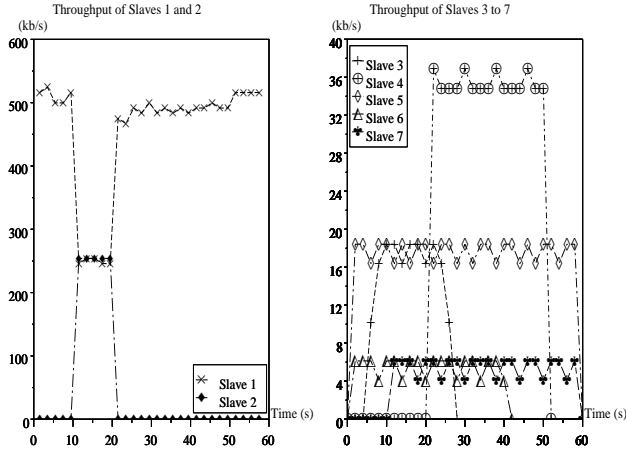 Throughput of Slaves 1 and 2
(kb/s)
600
500
400
300
200
100
0
0 10 20 30 40 50 60
Time (s)
Slave 1
Slave 2
Throughput of Slaves 3 to 7
(kb/s)
40
36
32
28
24
20
16
12
8
4
0
0 10 20 30 40 50 60
Time (s)
Slave 3
Slave 4
Slave 5
Slave 6
Slave 7